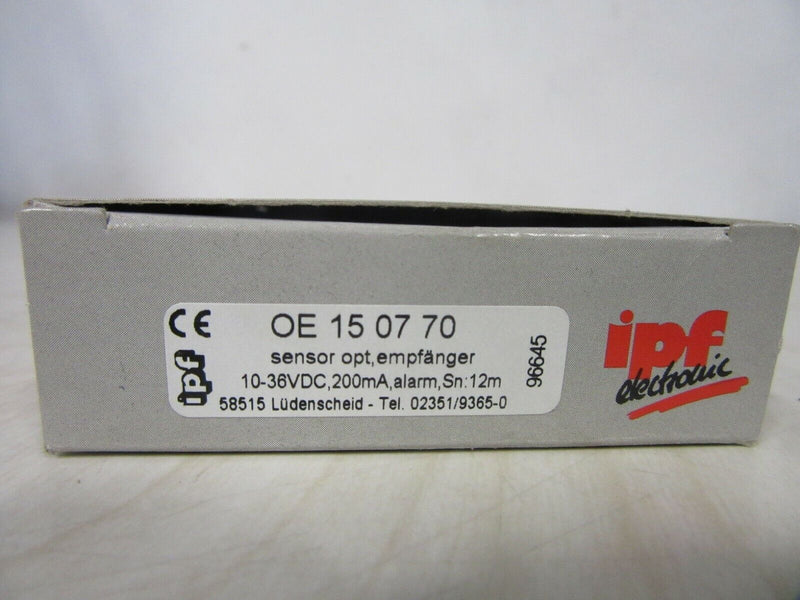 CE
OE 15 07 70
sensor opt,empfänger
10-36VDC,200mA,alarm,Sn:12m
58515 Lüdenscheid - Tel. 02351/9365-0
ipf
96645
ipf
electronic